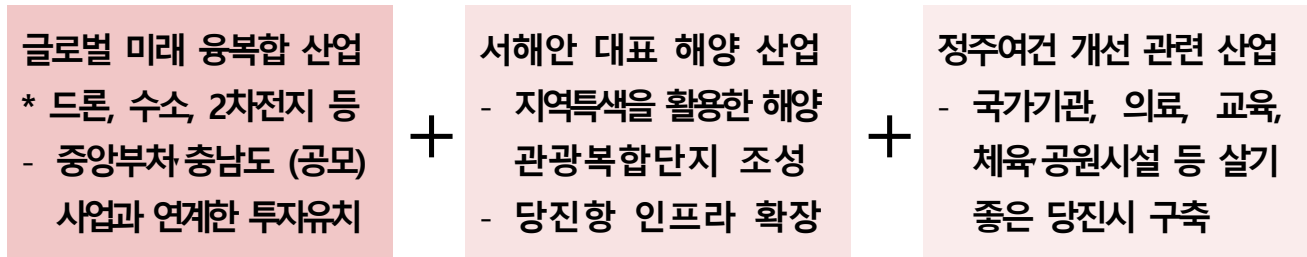 글로벌 미래 융복합 산업
* 드론, 수소, 2차전지 등
- 중앙부처·충남도 (공모)
사업과 연계한 투자유치
+
서해안 대표 해양 산업
- 지역특색을 활용한 해양
관광복합단지 조성
- 당진항 인프라 확장
+
정주여건 개선 관련 산업
- 국가기관, 의료, 교육,
체육·공원시설 등 살기
좋은 당진시 구축